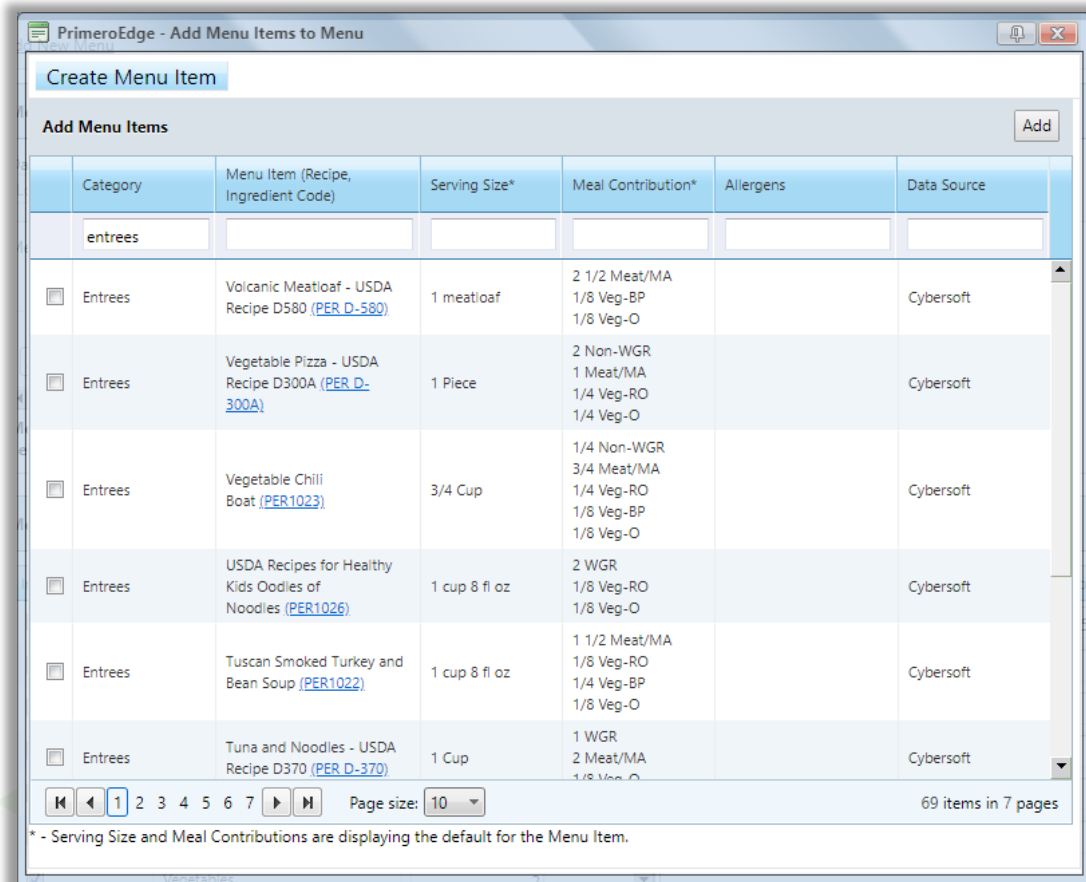 PrimeroEdge - Add Menu Items to Menu
Create Menu Item
Add Menu Items
Add
Category
Menu Item (Recipe,
Ingredient Code)
Serving Size*
Meal Contribution*
Allergens
Data Source
entrees
Entrees
Volcanic Meatloaf - USDA
Recipe D580 (PER D-580)
1 meatloaf
2 1/2 Meat/MA
1/8 Veg-BP
1/8 Veg-O
Cybersoft
Entrees
Vegetable Pizza - USDA
Recipe D300A (PER D-
300A)
1 Piece
2 Non-WGR
1 Meat/MA
1/4 Veg-RO
1/4 Veg-O
Cybersoft
Entrees
Vegetable Chili
Boat (PER1023)
3/4 Cup
1/4 Non-WGR
3/4 Meat/MA
1/4 Veg-RO
1/8 Veg-BP
1/8 Veg-O
Cybersoft
Entrees
USDA Recipes for Healthy
Kids Oodles of
Noodles (PER1026)
1 cup 8 fl oz
2 WGR
1/8 Veg-RO
1/8 Veg-O
Cybersoft
Entrees
Tuscan Smoked Turkey and
Bean Soup (PER1022)
1 cup 8 fl oz
1 1/2 Meat/MA
1/8 Veg-RO
1/4 Veg-BP
1/8 Veg-O
Cybersoft
Entrees
Tuna and Noodles - USDA
Recipe D370 (PER D-370)
1 Cup
1 WGR
2 Meat/MA
1/8 Veg-O
Cybersoft
1 2 3 4 5 6 7
Page size: 10
69 items in 7 pages
* - Serving Size and Meal Contributions are displaying the default for the Menu Item.
Vegetables